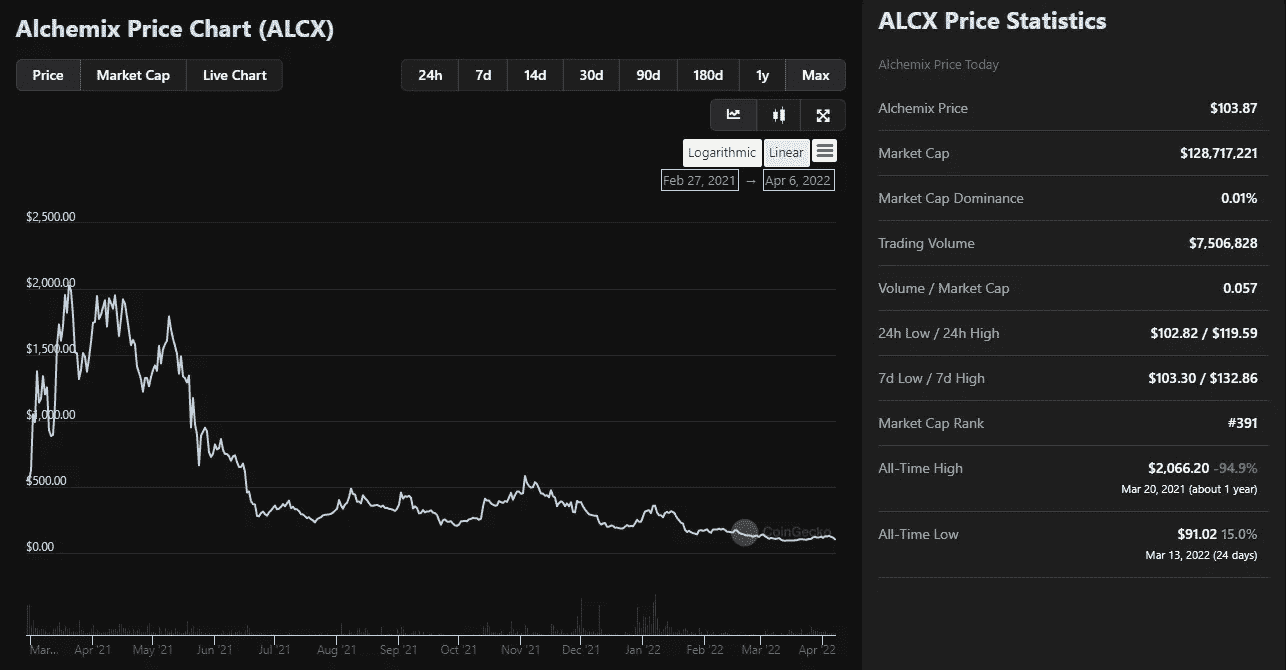 Alchemix Price Chart (ALCX)
Price Market Cap Live Chart
24h 7d 14d 30d 90d 180d 1y Max
Logarithmic Linear
Feb 27, 2021 → Apr 6, 2022
$2,500.00
$2,000.00
$1,500.00
$1,000.00
$500.00
$0.00
CoinGecko
Mar... Apr '21 May '21 Jun '21 Jul '21 Aug '21 Sep '21 Oct '21 Nov '21 Dec '21 Jan '22 Feb '22 Mar '22 Apr '22
ALCX Price Statistics
Alchemix Price Today
Alchemix Price $103.87
Market Cap $128,717,221
Market Cap Dominance 0.01%
Trading Volume $7,506,828
Volume / Market Cap 0.057
24h Low / 24h High $102.82 / $119.59
7d Low / 7d High $103.30 / $132.86
Market Cap Rank #391
All-Time High $2,066.20 -94.9%
Mar 20, 2021 (about 1 year)
All-Time Low $91.02 15.0%
Mar 13, 2022 (24 days)